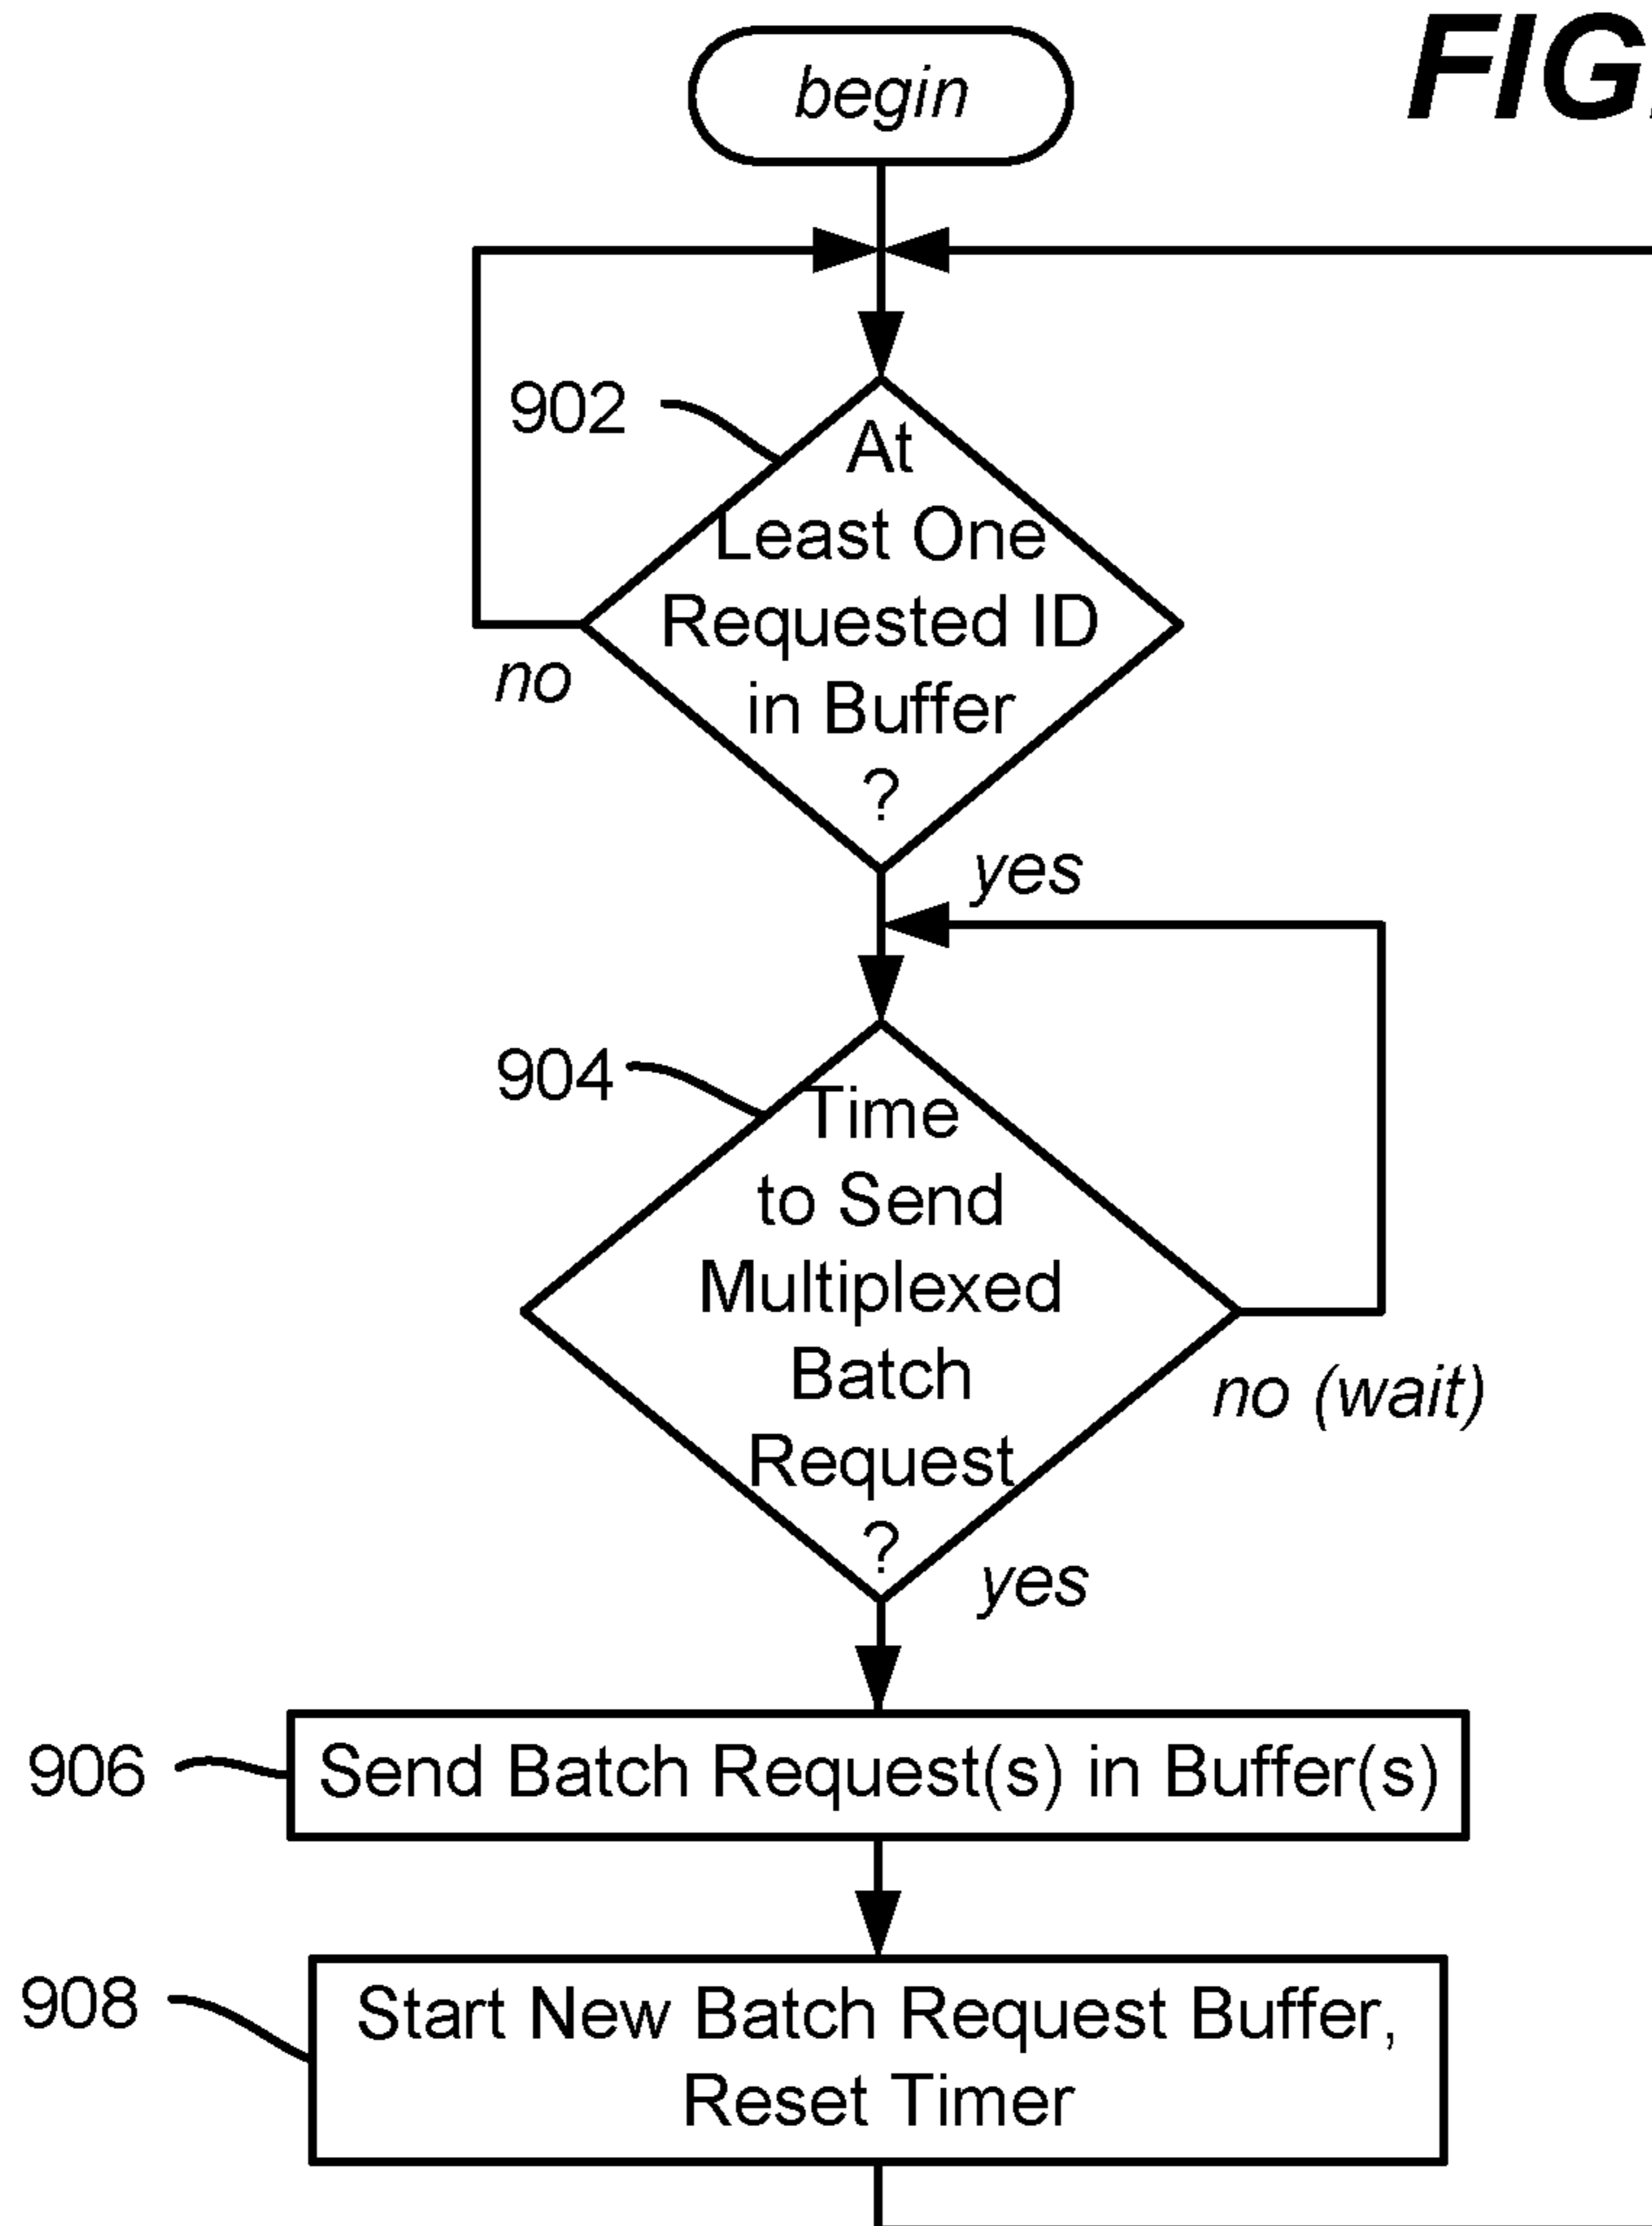 begin
FIG.
902
At
Least One
Requested ID
in Buffer
?
no
yes
904
Time
to Send
Multiplexed
Batch
Request
?
no (wait)
yes
906
Send Batch Request(s) in Buffer(s)
908
Start New Batch Request Buffer,
Reset Timer